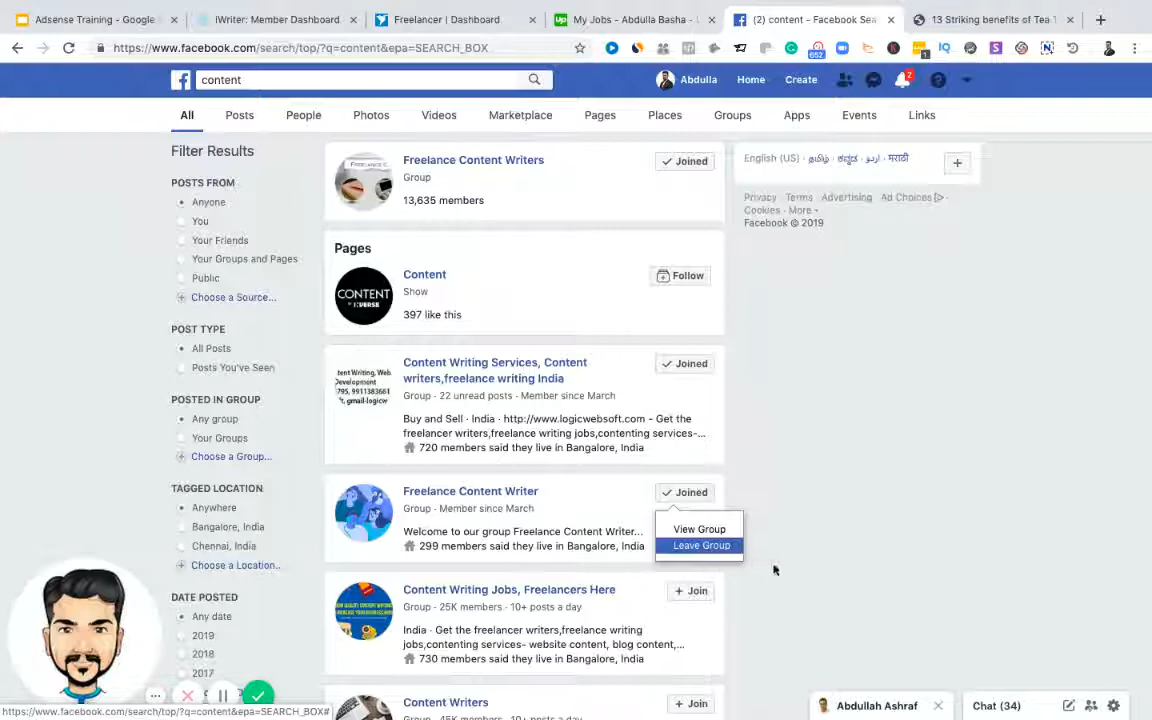 Adsense Training - Google
iWriter: Member Dashboard
Freelancer | Dashboard
My Jobs - Abdulla Basha -
(2) content - Facebook Sea
13 Striking benefits of Tea T
https://www.facebook.com/search/top/?q=content&epa=SEARCH_BOX
652
content
Abdulla
Home
Create
2
All
Posts
People
Photos
Videos
Marketplace
Pages
Places
Groups
Apps
Events
Links
Filter Results
POSTS FROM
Anyone
You
Your Friends
Your Groups and Pages
Public
Choose a Source...
POST TYPE
All Posts
Posts You've Seen
POSTED IN GROUP
Any group
Your Groups
Choose a Group...
TAGGED LOCATION
Anywhere
Bangalore, India
Chennai, India
Choose a Location..
DATE POSTED
Any date
2019
2018
2017
Freelance Content Writers
Joined
Group
13,635 members
Pages
CONTENT
Content
Follow
Show
397 like this
Content Writing Services, Content
writers,freelance writing India
Joined
Group · 22 unread posts · Member since March
Buy and Sell · India · http://www.logicwebsoft.com - Get the
freelancer writers,freelance writing jobs,contenting services-...
720 members said they live in Bangalore, India
Freelance Content Writer
Joined
Group · Member since March
View Group
Leave Group
Welcome to our group Freelance Content Writer...
299 members said they live in Bangalore, India
Content Writing Jobs, Freelancers Here
Join
Group · 25K members · 10+ posts a day
India · Get the freelancer writers,freelance writing
jobs,contenting services- website content, blog content,...
730 members said they live in Bangalore, India
Content Writers
Join
Group · 45K members · 10+ posts a day
English (US) · தமிழ் · ಕನ್ನಡ · اردو · मराठी
Privacy · Terms · Advertising · Ad Choices ·
Cookies · More
Facebook © 2019
https://www.facebook.com/search/top/?q=content&epa=SEARCH_BOX#
Abdullah Ashraf
Chat (34)